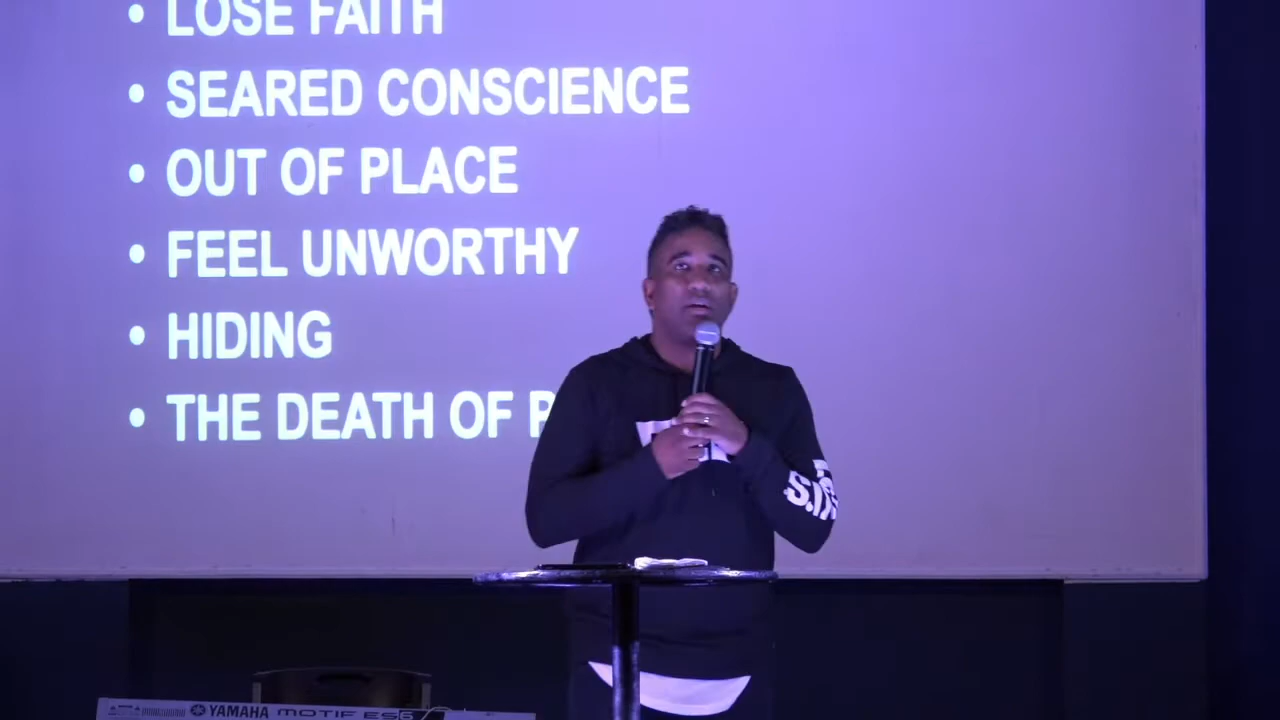 • LOSE FAITH
• SEARED CONSCIENCE
• OUT OF PLACE
• FEEL UNWORTHY
• HIDING
• THE DEATH OF
YAMAHA MOTIF ES6